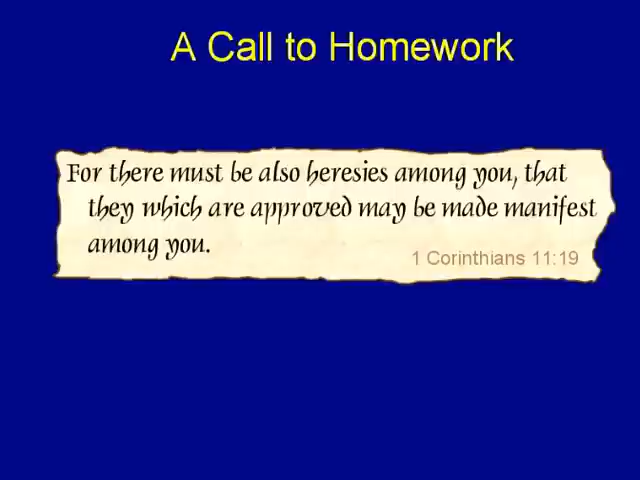 A Call to Homework
For there must be also heresies among you, that
they which are approved may be made manifest
among you.
1 Corinthians 11:19